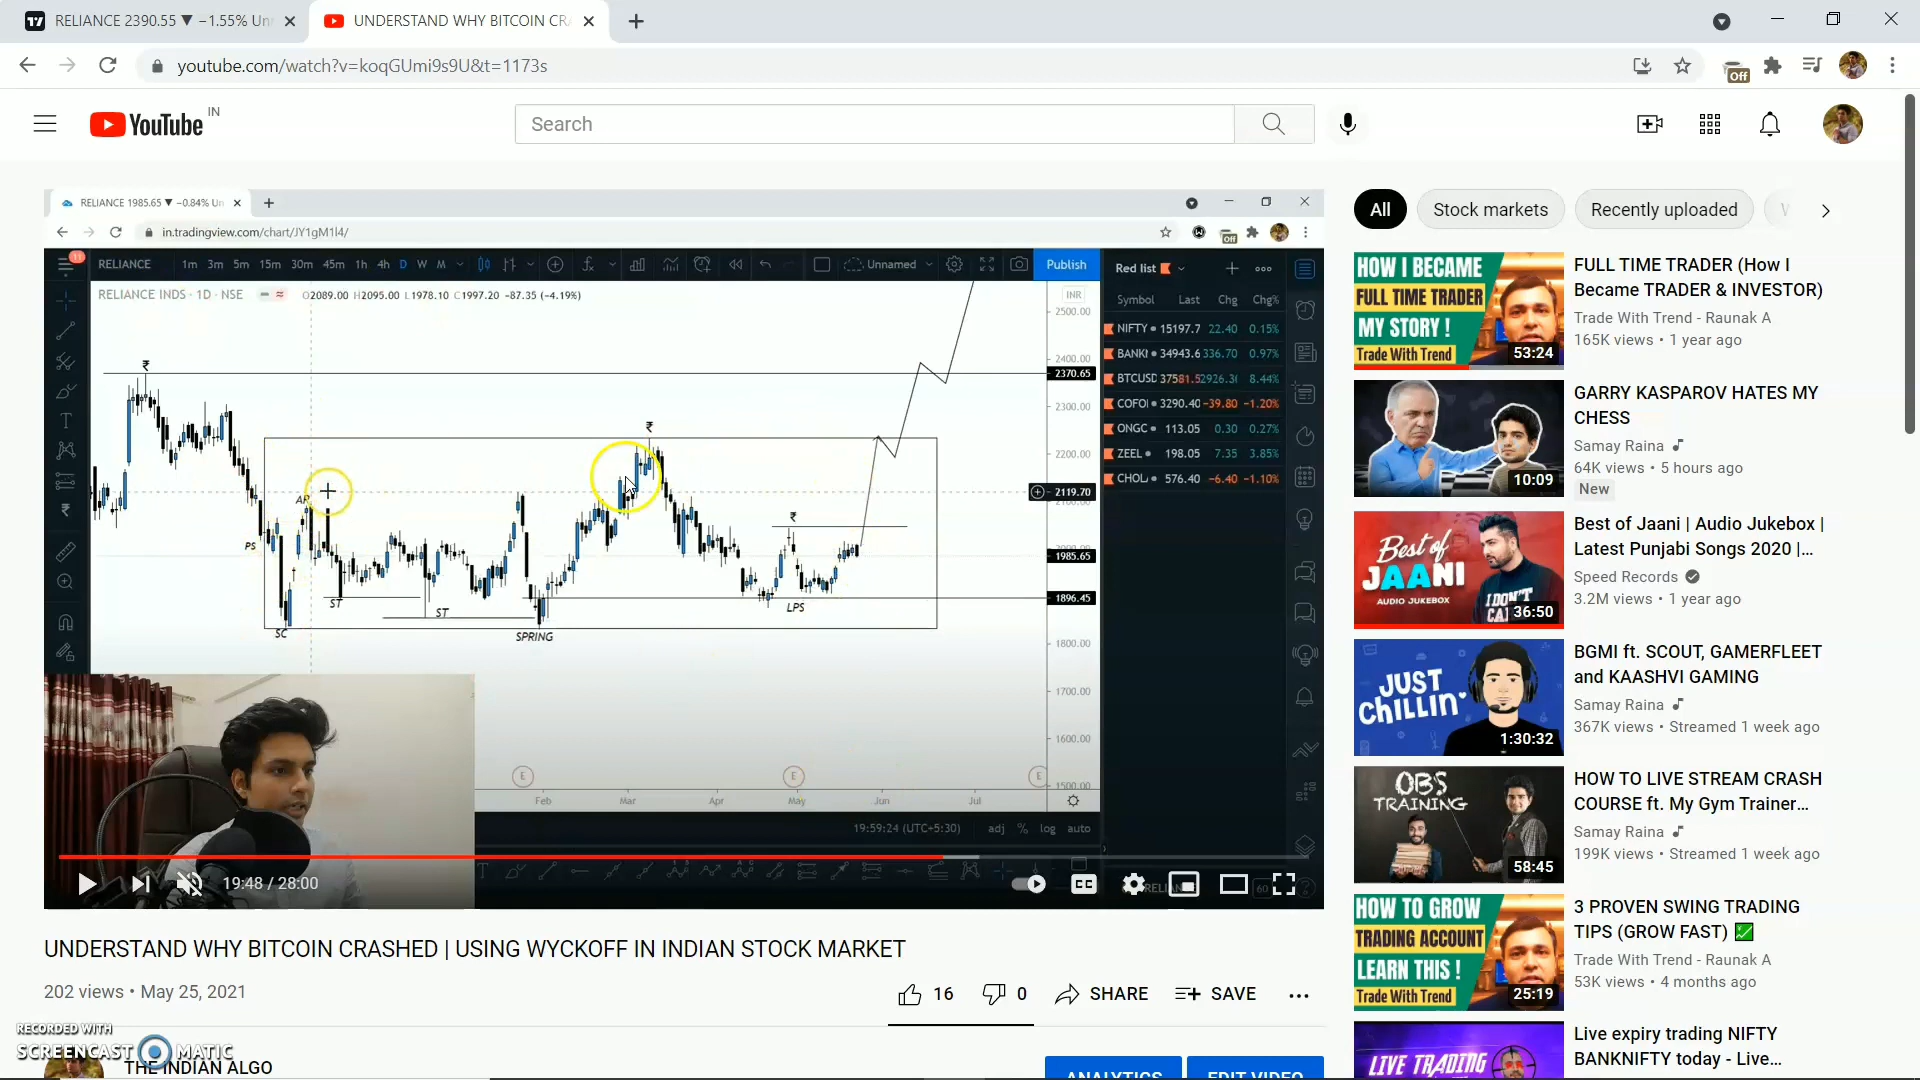 RELIANCE 2390.55 ▼ −1.55% Un
UNDERSTAND WHY BITCOIN CR
youtube.com/watch?v=koqGUmi9s9U&t=1173s
Off
YouTube IN
Search
RELIANCE 1985.65 ▼ −0.84% Un
in.tradingview.com/chart/JY1gM1l4/
Off
11
RELIANCE 1m 3m 5m 15m 30m 45m 1h 4h D W M
Unnamed
Publish
RELIANCE INDS · 1D · NSE
O2089.00 H2095.00 L1978.10 C1997.20 -87.35 (-4.19%)
INR
2500.00
2400.00
2370.65
2300.00
2200.00
2119.70
1985.65
1896.45
1800.00
1700.00
1600.00
1500.00
PS
SC
ST
ST
SPRING
LPS
Feb Mar Apr May Jun Jul
19:59:24 (UTC+5:30) adj % log auto
Red list
Symbol Last Chg Chg%
NIFTY 15197.7 22.40 0.15%
BANKI 34943.6 336.70 0.97%
BTCUSD 37581.5 2926.3 8.44%
COFOI 3290.40 -39.80 -1.20%
ONGC 113.05 0.30 0.27%
ZEEL 198.05 7.35 3.85%
CHOL 576.40 -6.40 -1.10%
19:48 / 28:00
CC
UNDERSTAND WHY BITCOIN CRASHED | USING WYCKOFF IN INDIAN STOCK MARKET
202 views • May 25, 2021
16 0 SHARE SAVE
RECORDED WITH
SCREENCAST MATIC
THE INDIAN ALGO
ANALYTICS
EDIT VIDEO
All
Stock markets
Recently uploaded
HOW I BECAME
FULL TIME TRADER
MY STORY !
Trade With Trend
53:24
FULL TIME TRADER (How I
Became TRADER & INVESTOR)
Trade With Trend - Raunak A
165K views • 1 year ago
10:09
GARRY KASPAROV HATES MY
CHESS
Samay Raina
64K views • 5 hours ago
New
Best of
JAANI
AUDIO JUKEBOX
36:50
Best of Jaani | Audio Jukebox |
Latest Punjabi Songs 2020 |...
Speed Records
3.2M views • 1 year ago
JUST
CHILLIN'
1:30:32
BGMI ft. SCOUT, GAMERFLEET
and KAASHVI GAMING
Samay Raina
367K views • Streamed 1 week ago
OBS
TRAINING
58:45
HOW TO LIVE STREAM CRASH
COURSE ft. My Gym Trainer...
Samay Raina
199K views • Streamed 1 week ago
HOW TO GROW
TRADING ACCOUNT
LEARN THIS !
Trade With Trend
25:19
3 PROVEN SWING TRADING
TIPS (GROW FAST)
Trade With Trend - Raunak A
53K views • 4 months ago
LIVE TRADING
Live expiry trading NIFTY
BANKNIFTY today - Live...